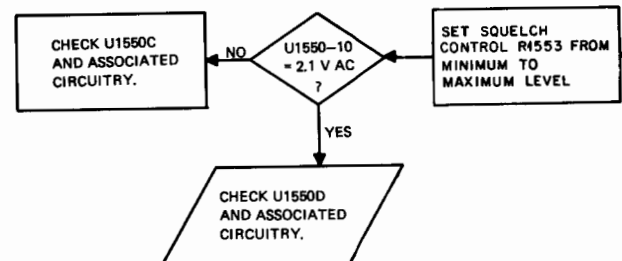 CHECK U1550C
AND ASSOCIATED
CIRCUITRY.
NO
U1550-10
= 2.1 V AC
?
SET SQUELCH
CONTROL R1553 FROM
MINIMUM TO
MAXIMUM LEVEL
YES
CHECK U1550D
AND ASSOCIATED
CIRCUITRY.